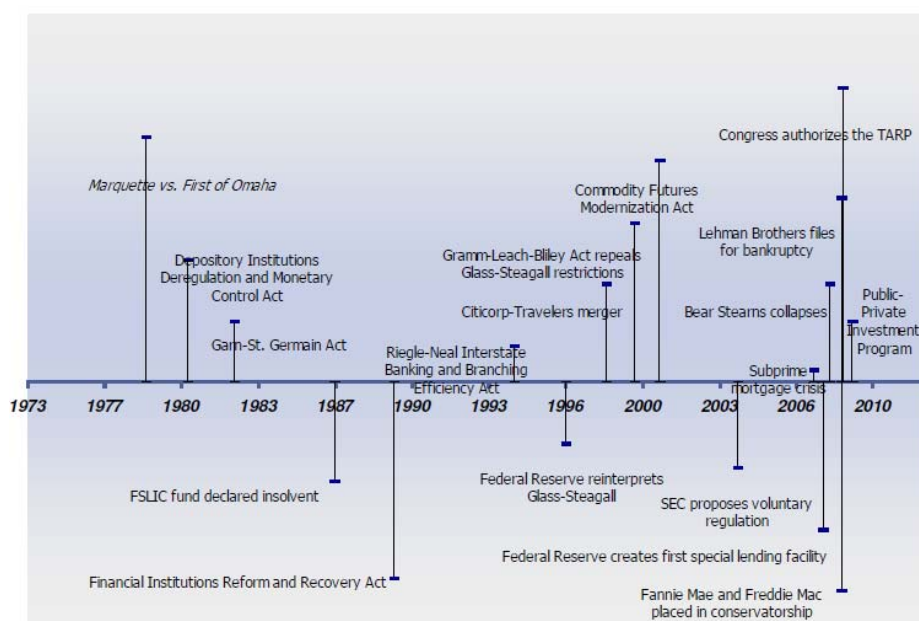 Congress authorizes the TARP
Marquette vs. First of Omaha
Commodity Futures
Modernization Act
Lehman Brothers files
for bankruptcy
Depository Institutions
Deregulation and Monetary
Control Act
Gramm-Leach-Bliley Act repeals
Glass-Steagall restrictions
Public-
Private
Investment
Program
Citicorp-Travelers merger
Bear Stearns collapses
Garn-St. Germain Act
Riegle-Neal Interstate
Banking and Branching
Efficiency Act
Subprime
mortgage crisis
1973 1977 1980 1983 1987 1990 1993 1996 2000 2003 2006 2010
Federal Reserve reinterprets
Glass-Steagall
FSLIC fund declared insolvent
SEC proposes voluntary
regulation
Federal Reserve creates first special lending facility
Financial Institutions Reform and Recovery Act
Fannie Mae and Freddie Mac
placed in conservatorship